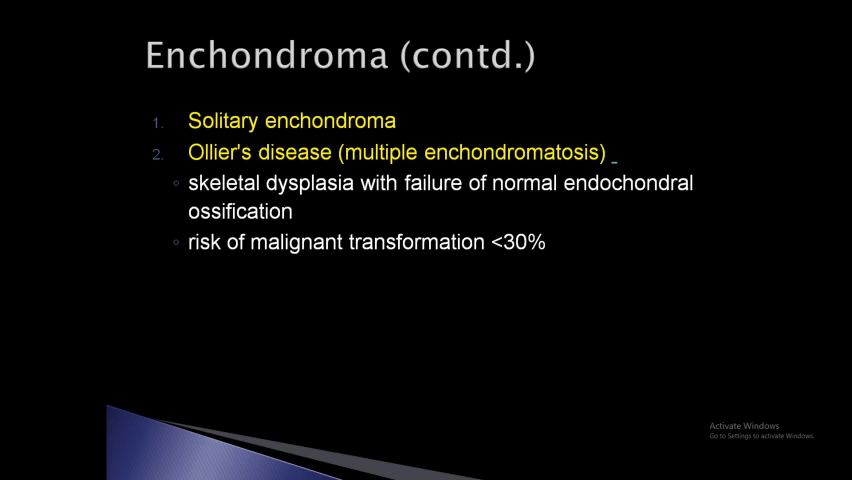 Enchondroma (contd.)
1. Solitary enchondroma
2. Ollier's disease (multiple enchondromatosis)
◦ skeletal dysplasia with failure of normal endochondral
ossification
◦ risk of malignant transformation <30%
Activate Windows
Go to Settings to activate Windows.